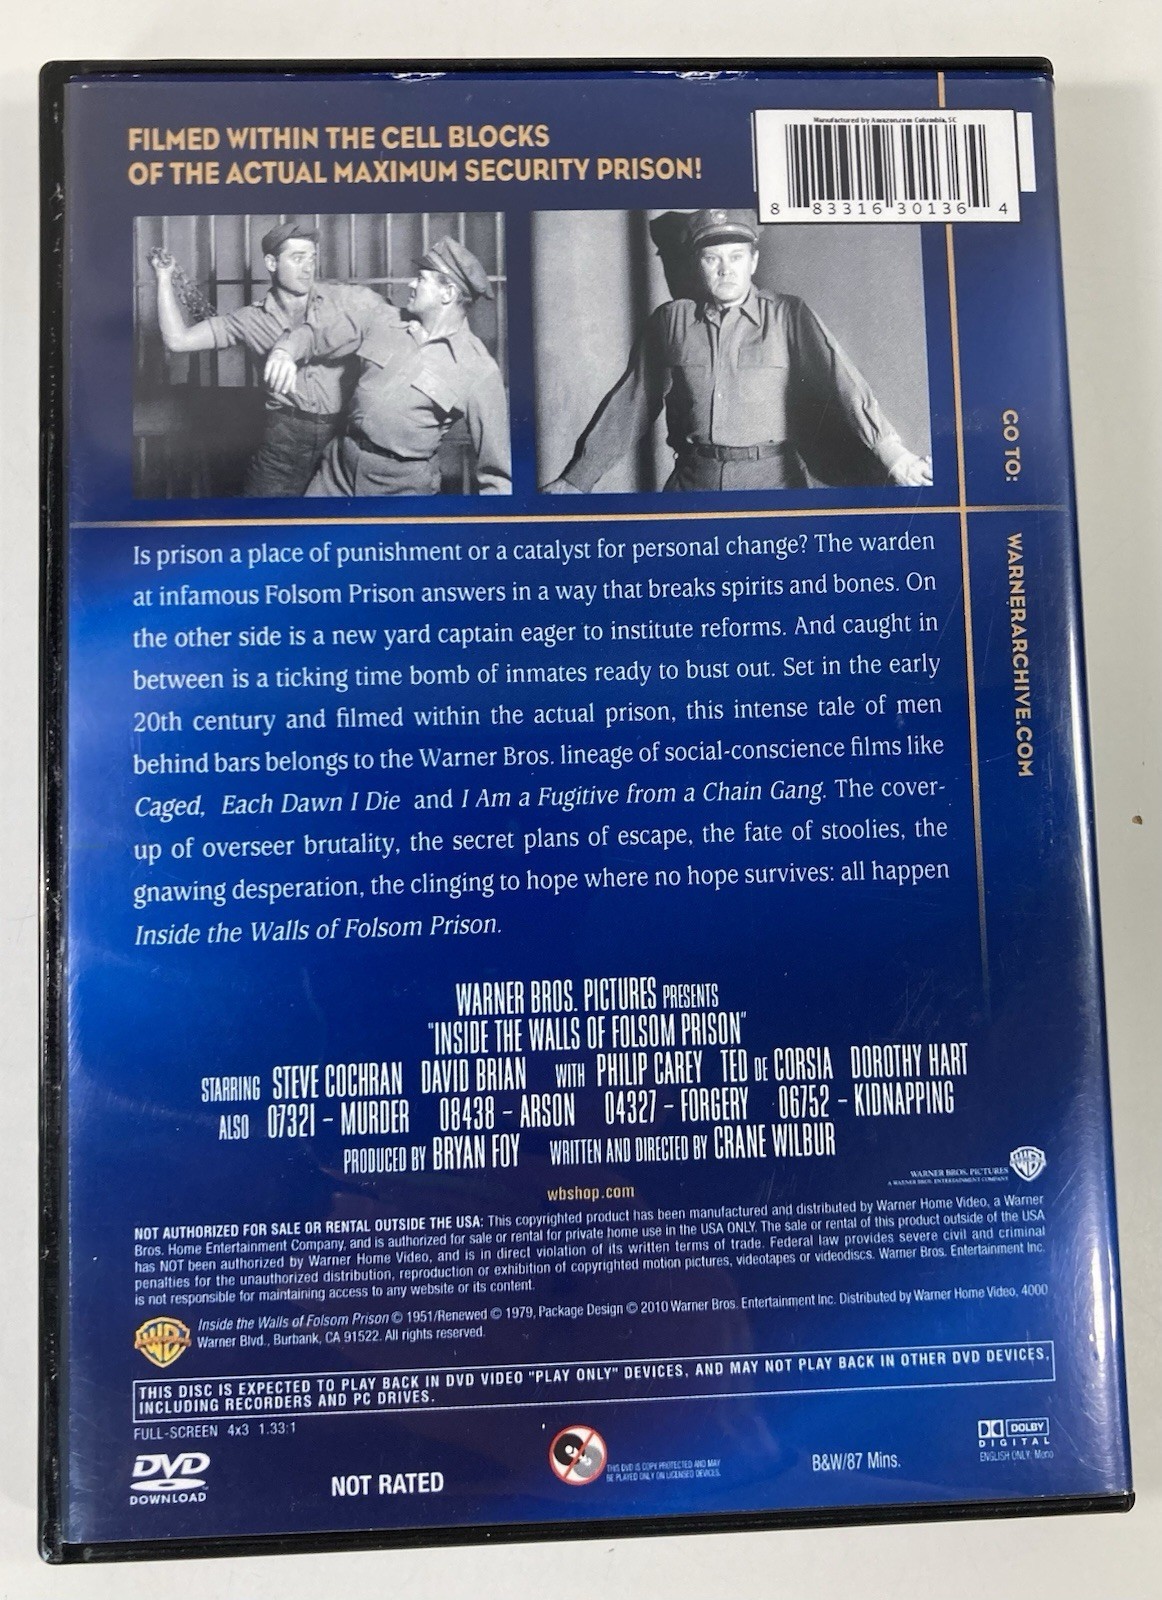 FILMED WITHIN THE CELL BLOCKS
OF THE ACTUAL MAXIMUM SECURITY PRISON!
Manufactured by Amazon.com Columbia, SC
8 83316 30136 4
GO TO:
WARNERARCHIVE.COM
Is prison a place of punishment or a catalyst for personal change? The warden
at infamous Folsom Prison answers in a way that breaks spirits and bones. On
the other side is a new yard captain eager to institute reforms. And caught in
between is a ticking time bomb of inmates ready to bust out. Set in the early
20th century and filmed within the actual prison, this intense tale of men
behind bars belongs to the Warner Bros. lineage of social-conscience films like
Caged, Each Dawn I Die and I Am a Fugitive from a Chain Gang. The cover-
up of overseer brutality, the secret plans of escape, the fate of stoolies, the
gnawing desperation, the clinging to hope where no hope survives: all happen
Inside the Walls of Folsom Prison.
WARNER BROS. PICTURES PRESENTS
"INSIDE THE WALLS OF FOLSOM PRISON"
STARRING STEVE COCHRAN DAVID BRIAN WITH PHILIP CAREY TED DE CORSIA DOROTHY HART
ALSO 07321 – MURDER 08438 – ARSON 04327 – FORGERY 06752 – KIDNAPPING
PRODUCED BY BRYAN FOY WRITTEN AND DIRECTED BY CRANE WILBUR
WARNER BROS. PICTURES
A WARNER BROS. ENTERTAINMENT COMPANY
wbshop.com
NOT AUTHORIZED FOR SALE OR RENTAL OUTSIDE THE USA: This copyrighted product has been manufactured and distributed by Warner Home Video, a Warner
Bros. Home Entertainment Company, and is authorized for sale or rental for private home use in the USA ONLY. The sale or rental of this product outside of the USA
has NOT been authorized by Warner Home Video, and is in direct violation of its written terms of trade. Federal law provides severe civil and criminal
penalties for the unauthorized distribution, reproduction or exhibition of copyrighted motion pictures, videotapes or videodiscs. Warner Bros. Entertainment Inc.
is not responsible for maintaining access to any website or its content.
Inside the Walls of Folsom Prison © 1951/Renewed © 1979, Package Design © 2010 Warner Bros. Entertainment Inc. Distributed by Warner Home Video, 4000
Warner Blvd., Burbank, CA 91522. All rights reserved.
THIS DISC IS EXPECTED TO PLAY BACK IN DVD VIDEO "PLAY ONLY" DEVICES, AND MAY NOT PLAY BACK IN OTHER DVD DEVICES,
INCLUDING RECORDERS AND PC DRIVES.
FULL-SCREEN 4x3 1.33:1
DVD
DOWNLOAD
NOT RATED
THIS DVD IS COPY PROTECTED AND MAY
BE PLAYED ONLY ON LICENSED DEVICES.
B&W/87 Mins.
DOLBY
DIGITAL
ENGLISH ONLY: Mono